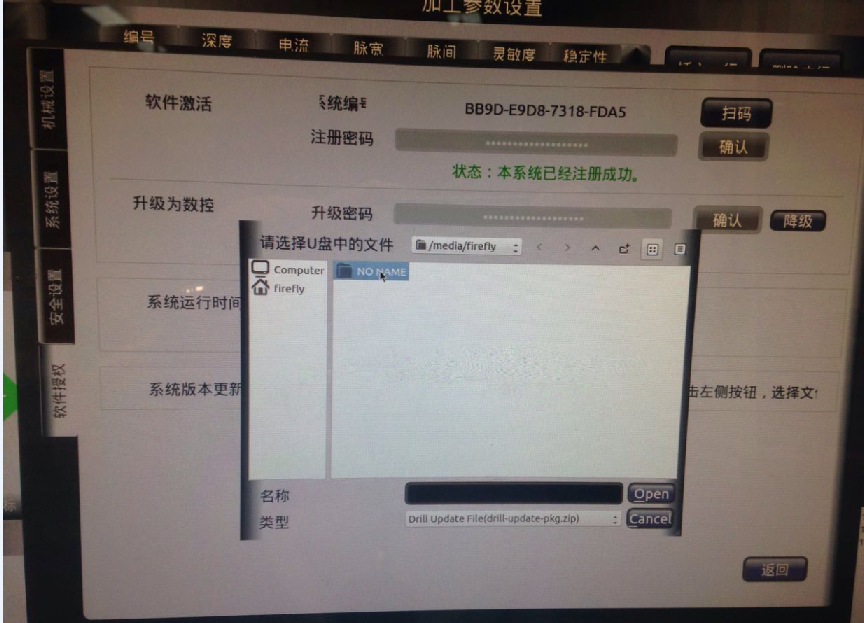 加工参数设置
编号 深度 电流 脉宽 脉间 灵敏度 稳定性
机械设置
系统设置
安全设置
软件授权
软件激活 系统编号 BB9D-E9D8-7318-FDA5 扫码
注册密码 确认
状态：本系统已经注册成功。
升级为数控 升级密码 确认 降级
请选择U盘中的文件 /media/firefly
Computer NO NAME
firefly
系统运行时间
系统版本更新 击左侧按钮，选择文
名称 Open
类型 Drill Update File(drill-update-pkg.zip) Cancel
返回